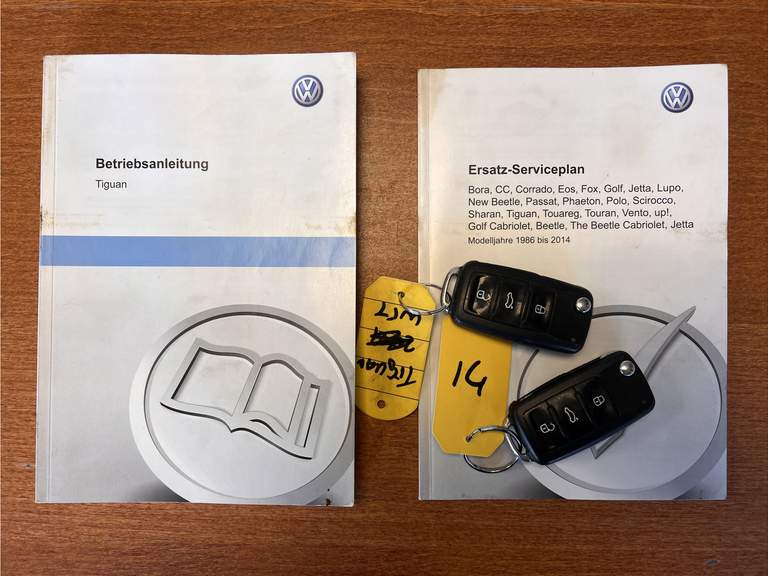 Betriebsanleitung
Tiguan
Ersatz-Serviceplan
Bora, CC, Corrado, Eos, Fox, Golf, Jetta, Lupo,
New Beetle, Passat, Phaeton, Polo, Scirocco,
Sharan, Tiguan, Touareg, Touran, Vento, up!,
Golf Cabriolet, Beetle, The Beetle Cabriolet, Jetta
Modelljahre 1986 bis 2014
TIGUAN
14